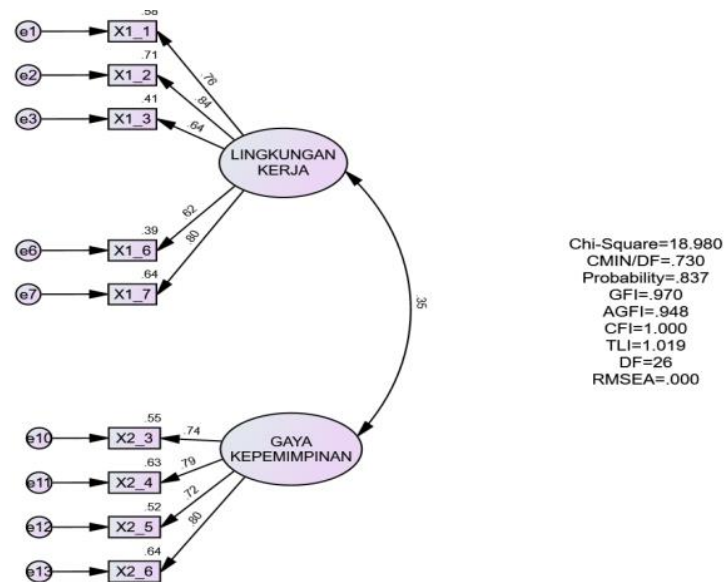 .58
e1
X1_1
.76
.71
e2
X1_2
.84
.41
e3
X1_3
.64
LINGKUNGAN
KERJA
.62
.39
e6
X1_6
.80
.64
e7
X1_7
.35
Chi-Square=18.980
CMIN/DF=.730
Probability=.837
GFI=.970
AGFI=.948
CFI=1.000
TLI=1.019
DF=26
RMSEA=.000
.55
e10
X2_3
.74
GAYA
KEPEMIMPINAN
.63
e11
X2_4
.79
.52
e12
X2_5
.72
.64
e13
X2_6
.80